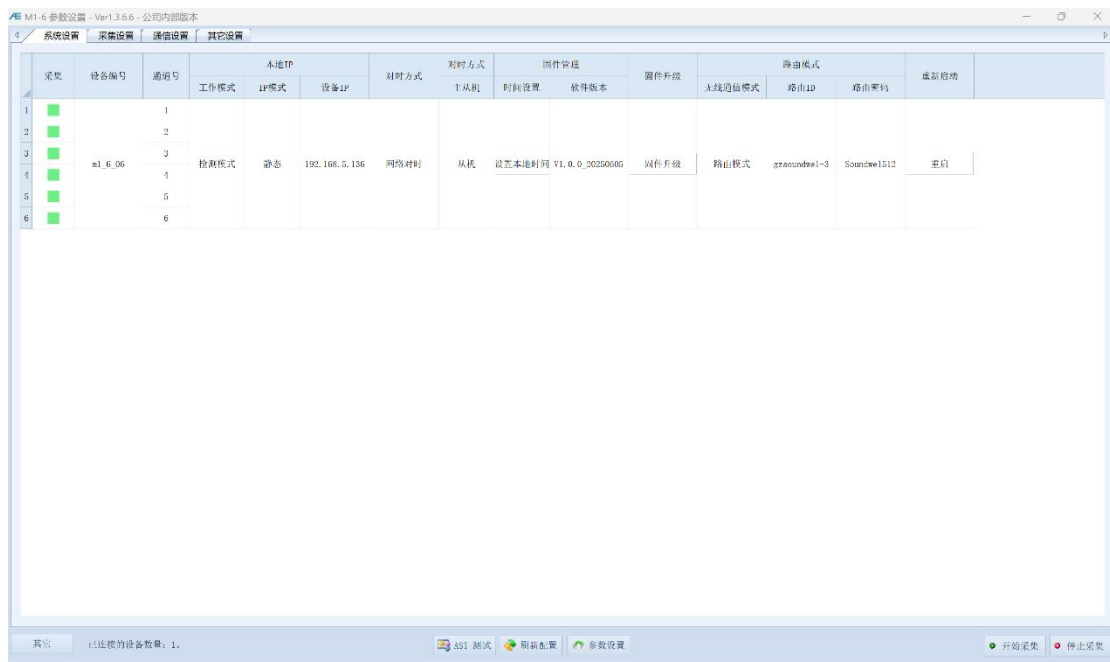 M1-6 参数设置 - Ver1.3.6.6 - 公司内部版本
系统设置 采集设置 通信设置 其它设置
采集 设备编号 通道号 本地IP 对时方式 对时方式 固件管理 固件升级 路由模式 重新启动
工作模式 IP模式 设备IP 主从机 时间设置 软件版本 无线通信模式 路由ID 路由密码
1 1
2 2
3 3
m1_6_06 检测模式 静态 192.168.5.136 网络对时 从机 设置本地时间 V1.0.0_20250605 固件升级 路由模式 gzsoundwel-3 Soundwel512 重启
4 4
5 5
6 6
其它 已连接的设备数量: 1. AST 测试 刷新配置 参数设置 开始采集 停止采集